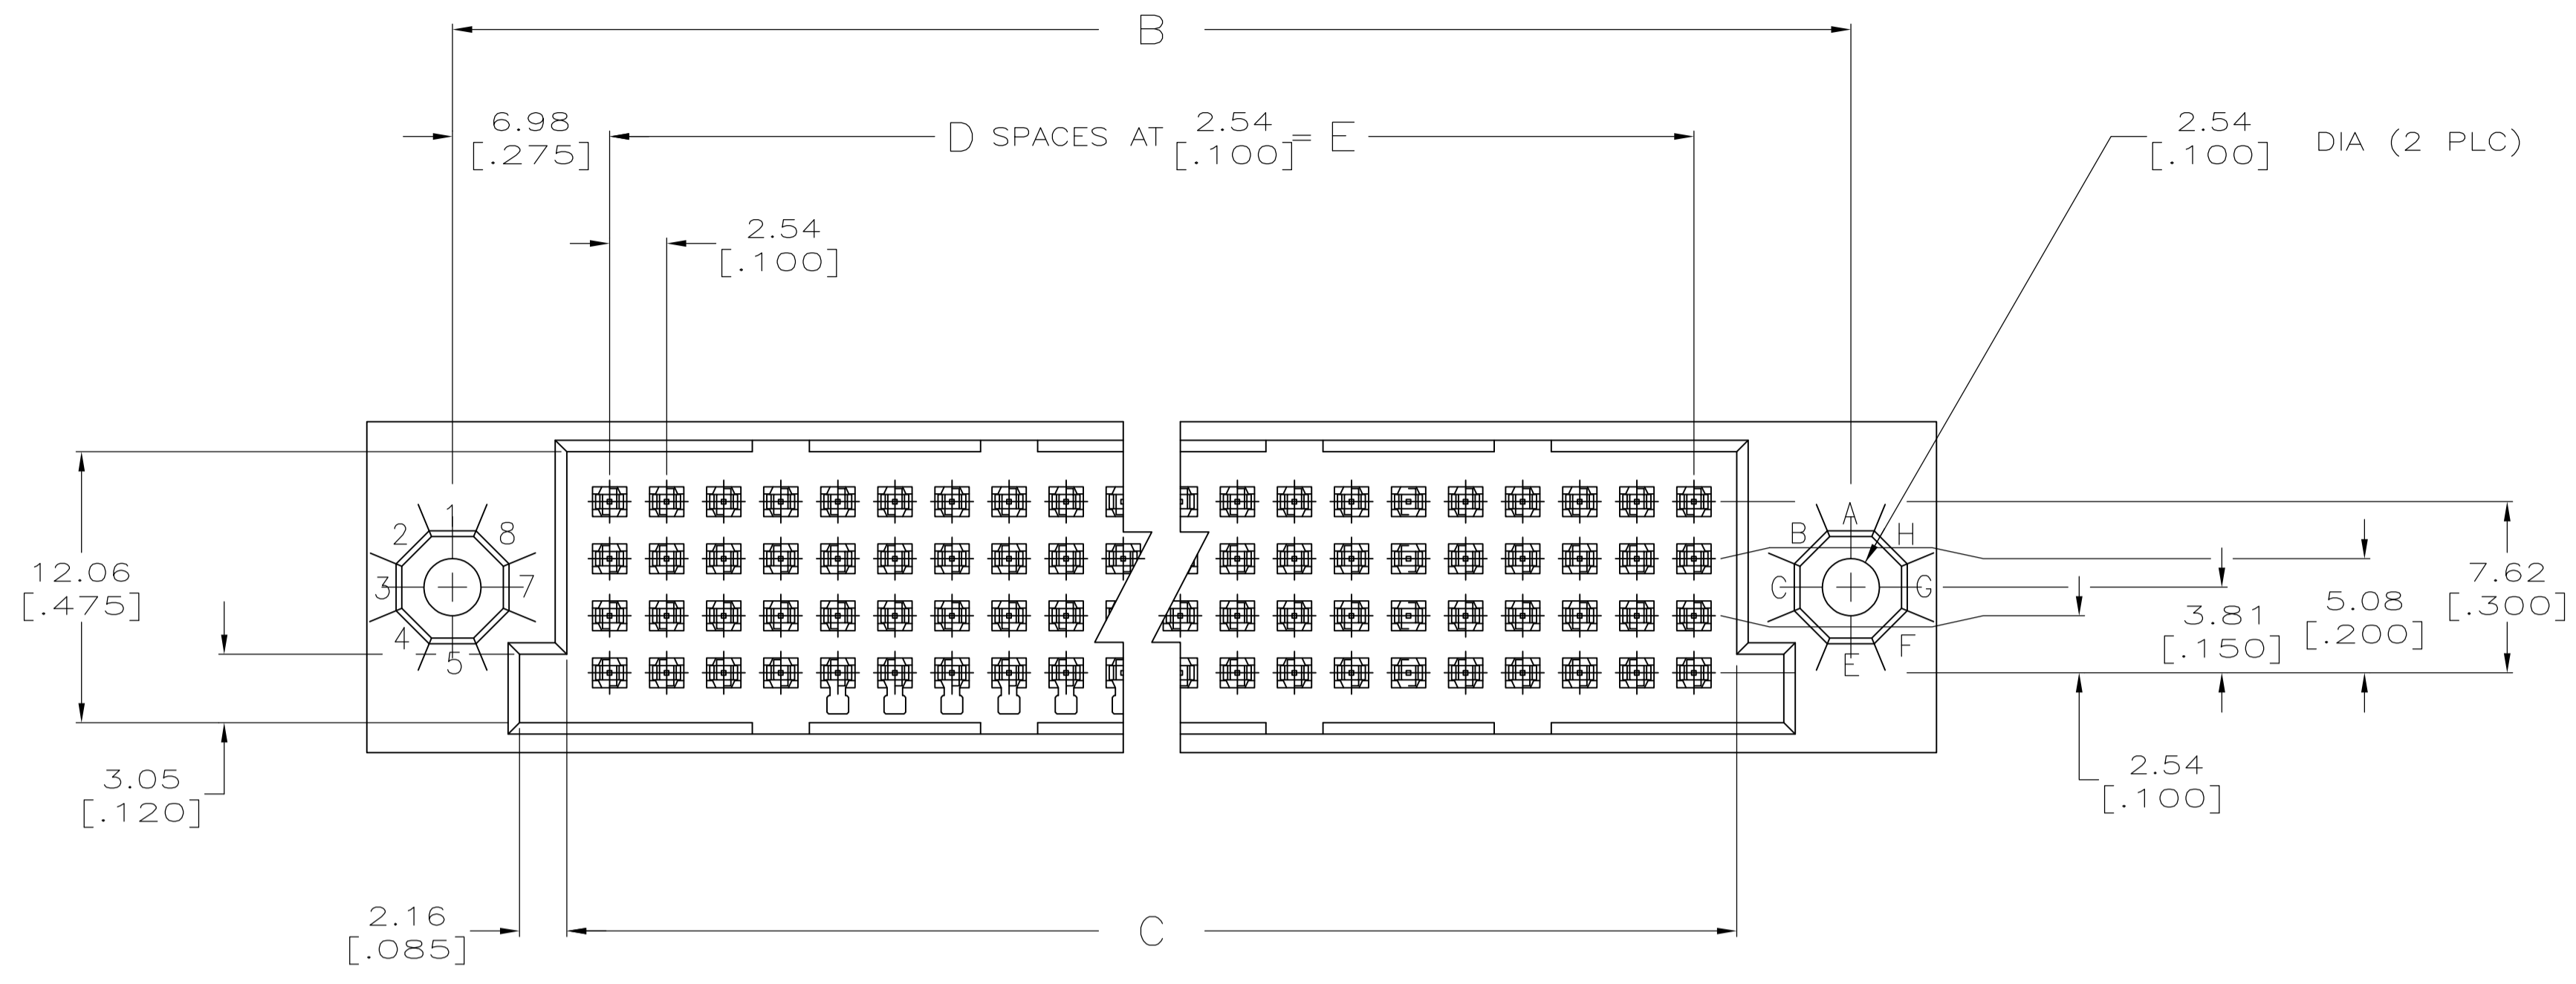 B
6.98
[.275]
D SPACES AT 2.54 = E
[.100]
2.54
[.100]
DIA (2 PLC)
2.54
[.100]
1
2
8
3
7
4
5
A
B
H
C
G
F
E
12.06
[.475]
7.62
[.300]
5.08
[.200]
3.81
[.150]
3.05
[.120]
2.54
[.100]
2.16
[.085]
C